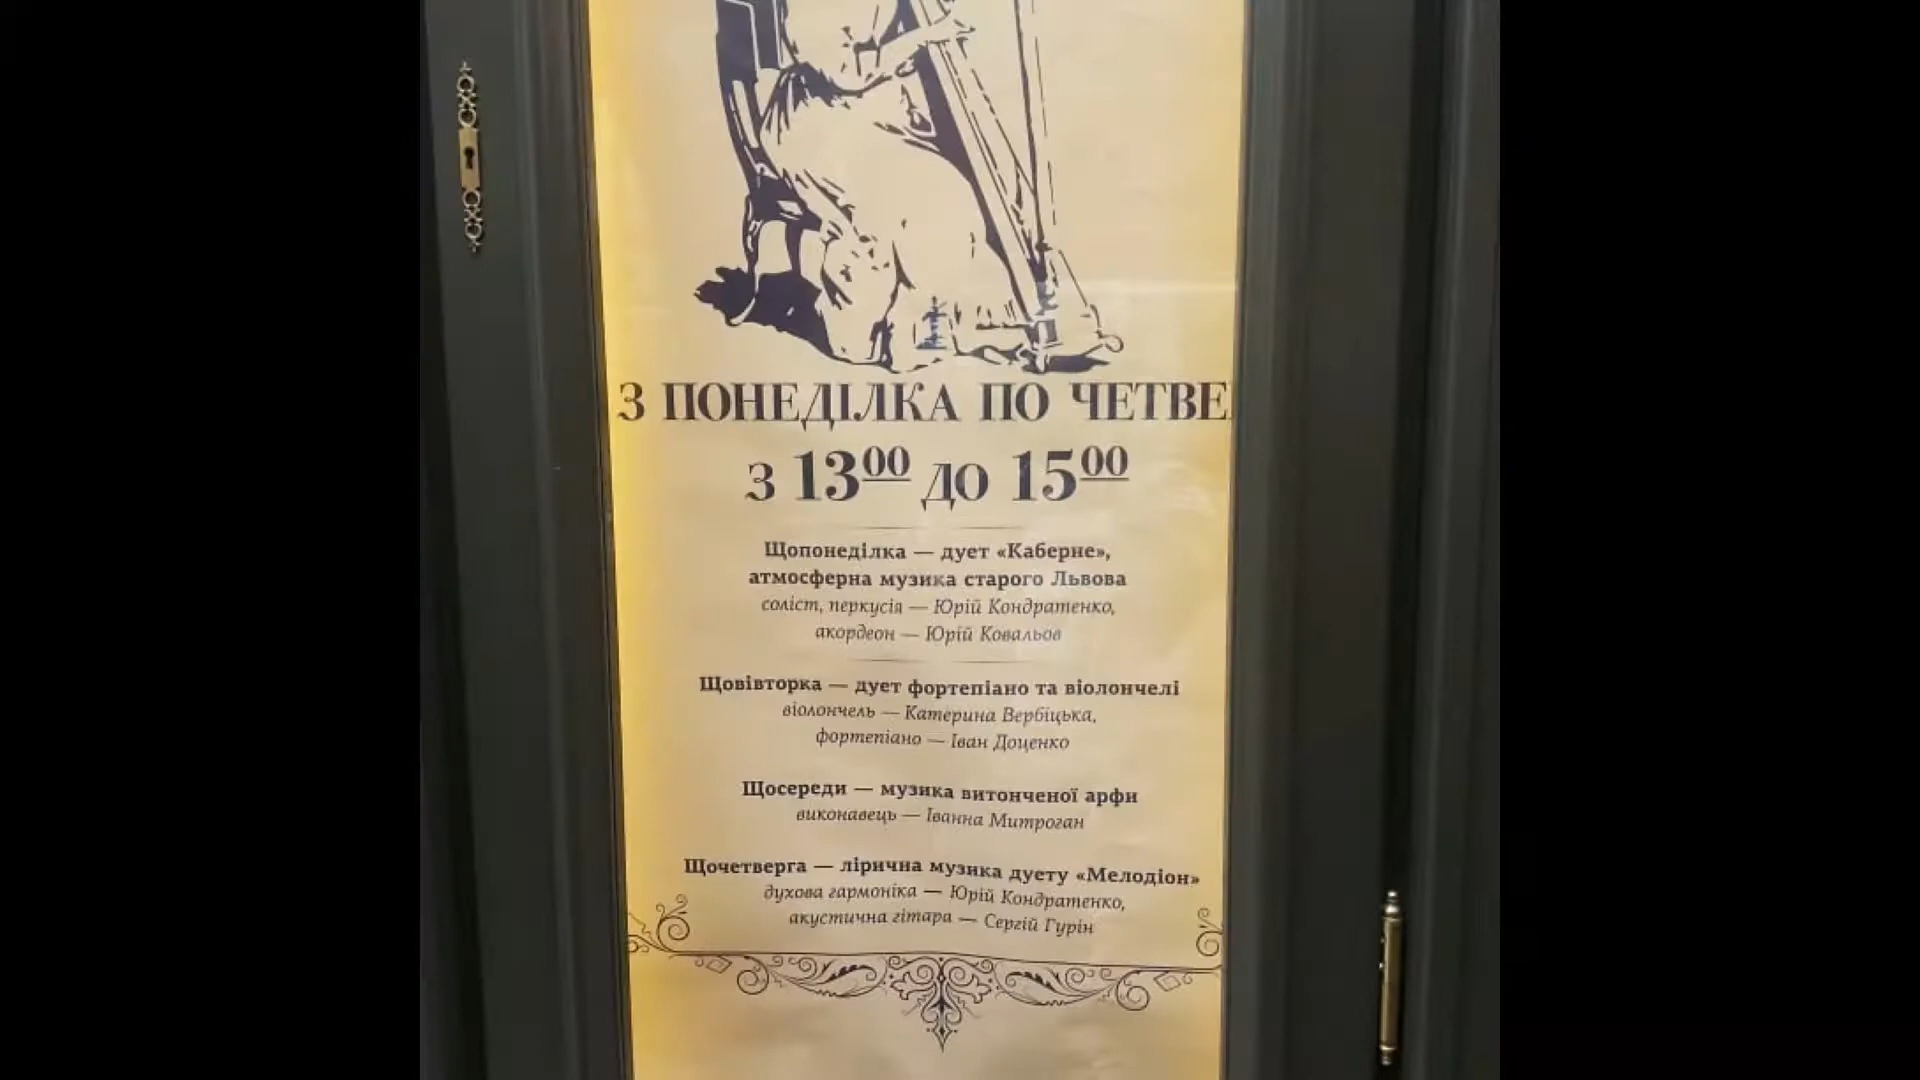 З ПОНЕДІЛКА ПО ЧЕТВЕ
З 13⁰⁰ ДО 15⁰⁰
Щопонеділка — дует «Каберне»,
атмосферна музика старого Львова
соліст, перкусія — Юрій Кондратенко,
акордеон — Юрій Ковальов
Щовівторка — дует фортепіано та віолончелі
віолончель — Катерина Вербіцька,
фортепіано — Іван Доценко
Щосереди — музика витонченої арфи
виконавець — Іванна Митроган
Щочетверга — лірична музика дуету «Мелодіон»
духова гармоніка — Юрій Кондратенко,
акустична гітара — Сергій Гурін